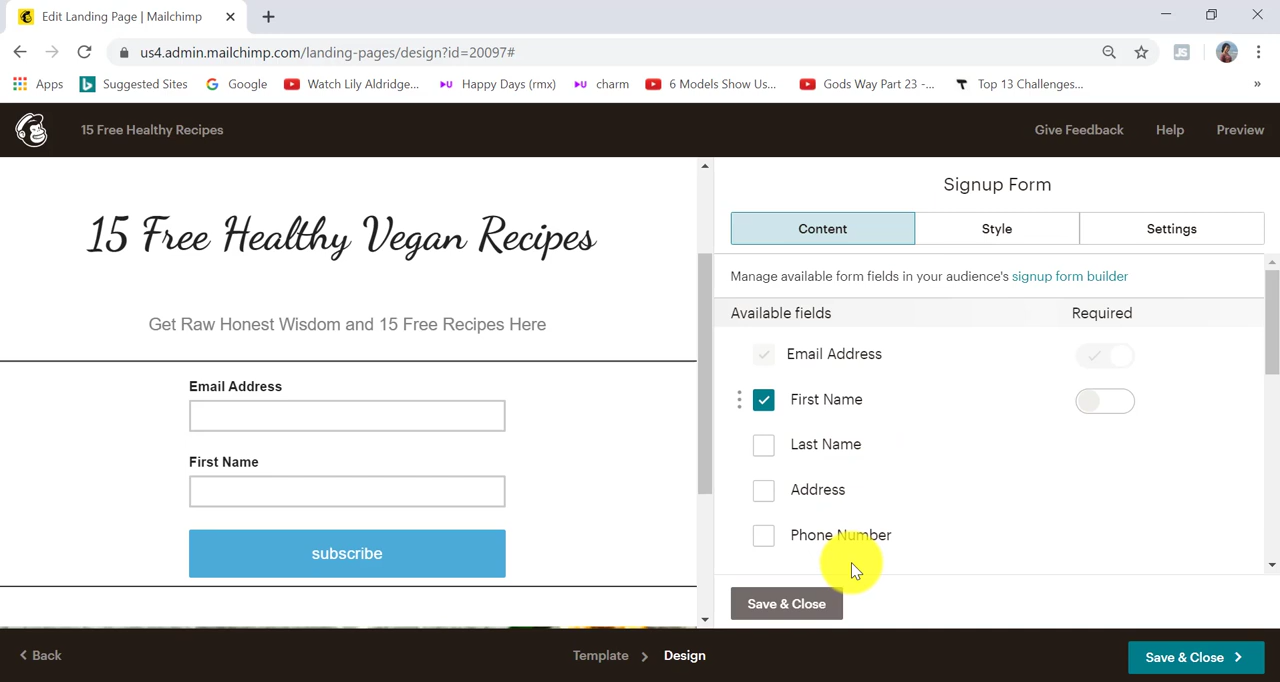 Edit Landing Page | Mailchimp
us4.admin.mailchimp.com/landing-pages/design?id=20097#
JS
Apps Suggested Sites Google Watch Lily Aldridge... Happy Days (rmx) charm 6 Models Show Us... Gods Way Part 23 -... Top 13 Challenges... »
15 Free Healthy Recipes Give Feedback Help Preview
15 Free Healthy Vegan Recipes
Get Raw Honest Wisdom and 15 Free Recipes Here
Email Address
First Name
subscribe
Signup Form
Content Style Settings
Manage available form fields in your audience's signup form builder
Available fields Required
Email Address
First Name
Last Name
Address
Phone Number
Save & Close
Back Template Design Save & Close